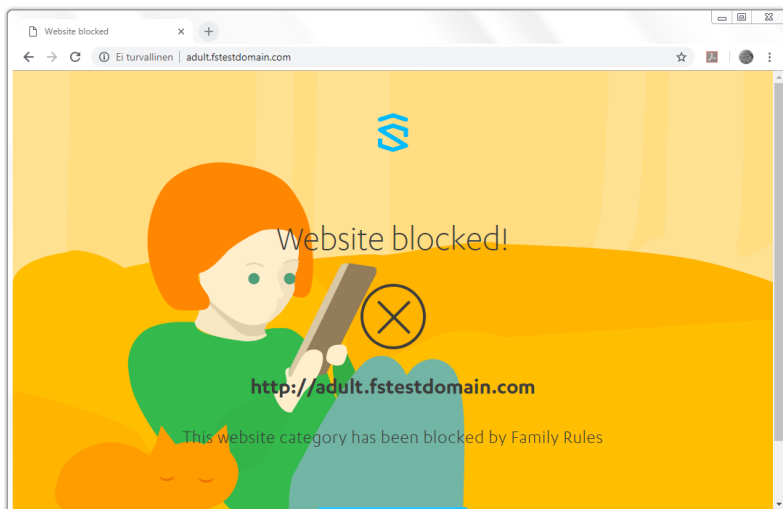 Website blocked
Ei turvallinen | adult.fstestdomain.com
Website blocked!
http://adult.fstestdomain.com
This website category has been blocked by Family Rules